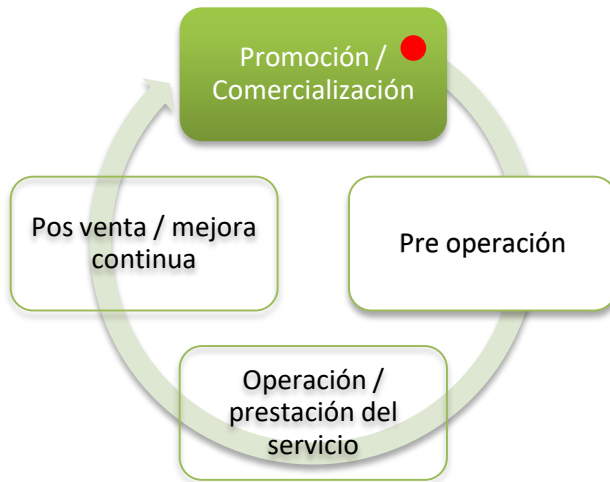 Promoción /
Comercialización
Pre operación
Operación /
prestación del
servicio
Pos venta / mejora
continua